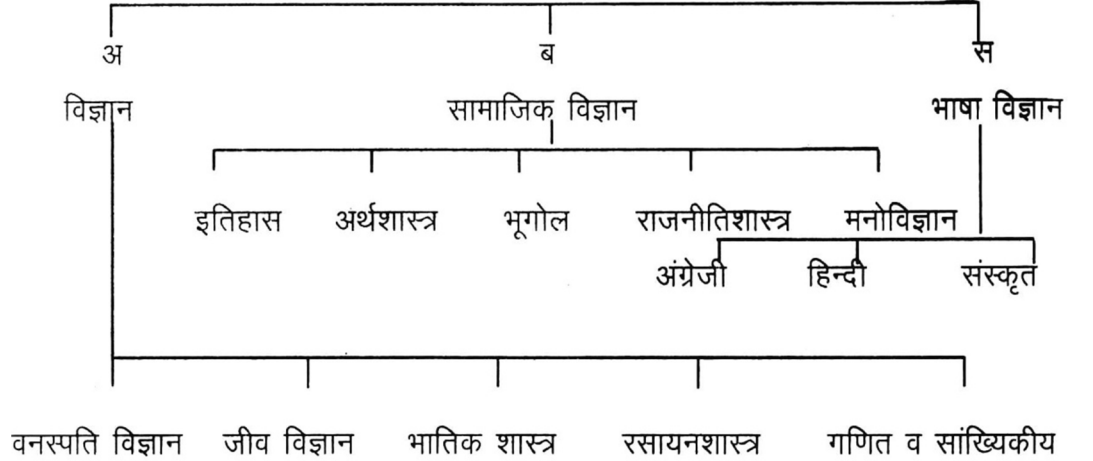 अ ब स
विज्ञान सामाजिक विज्ञान भाषा विज्ञान
इतिहास अर्थशास्त्र भूगोल राजनीतिशास्त्र मनोविज्ञान
अंग्रेजी हिन्दी संस्कृत
वनस्पति विज्ञान जीव विज्ञान भातिक शास्त्र रसायनशास्त्र गणित व सांख्यिकीय